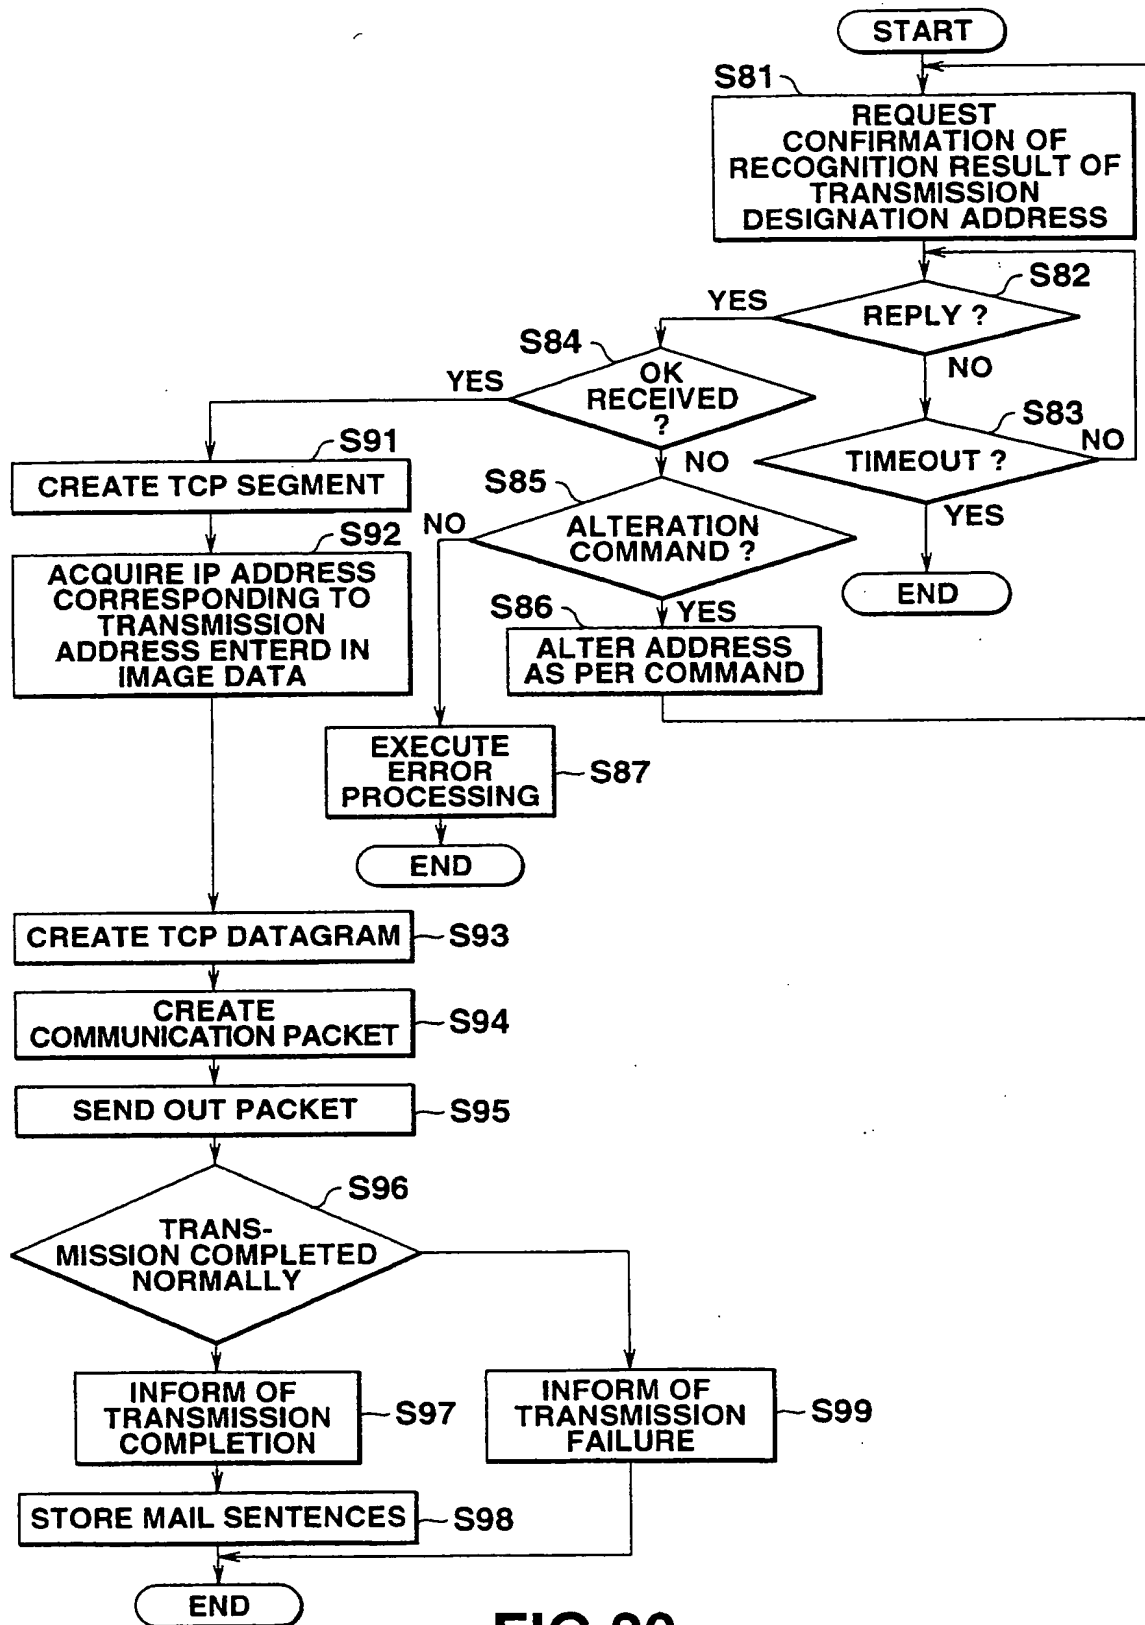 START
S81
REQUEST
CONFIRMATION OF
RECOGNITION RESULT OF
TRANSMISSION
DESIGNATION ADDRESS
S82
YES
REPLY ?
NO
S84
OK
RECEIVED
?
YES
NO
S83
TIMEOUT ?
NO
YES
END
S91
CREATE TCP SEGMENT
S85
ALTERATION
COMMAND ?
NO
YES
S92
ACQUIRE IP ADDRESS
CORRESPONDING TO
TRANSMISSION
ADDRESS ENTERD IN
IMAGE DATA
S86
ALTER ADDRESS
AS PER COMMAND
EXECUTE
ERROR
PROCESSING
S87
END
CREATE TCP DATAGRAM
S93
CREATE
COMMUNICATION PACKET
S94
SEND OUT PACKET
S95
S96
TRANS-
MISSION COMPLETED
NORMALLY
INFORM OF
TRANSMISSION
COMPLETION
S97
INFORM OF
TRANSMISSION
FAILURE
S99
STORE MAIL SENTENCES
S98
END